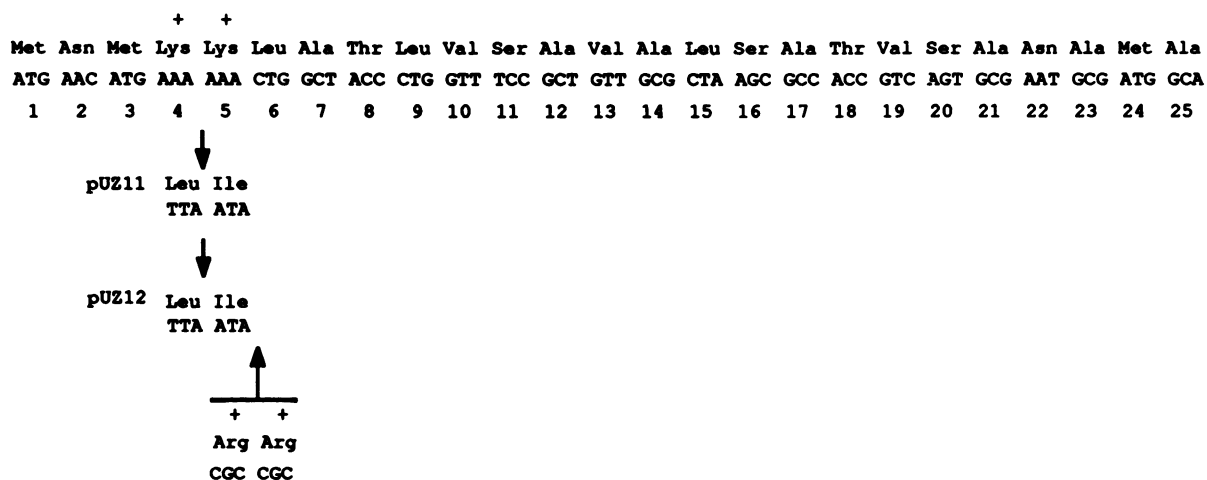 + +
Met Asn Met Lys Lys Leu Ala Thr Leu Val Ser Ala Val Ala Leu Ser Ala Thr Val Ser Ala Asn Ala Met Ala
ATG AAC ATG AAA AAA CTG GCT ACC CTG GTT TCC GCT GTT GCG CTA AGC GCC ACC GTC AGT GCG AAT GCG ATG GCA
1 2 3 4 5 6 7 8 9 10 11 12 13 14 15 16 17 18 19 20 21 22 23 24 25
pUZ11 Leu Ile
TTA ATA
pUZ12 Leu Ile
TTA ATA
+ +
Arg Arg
CGC CGC